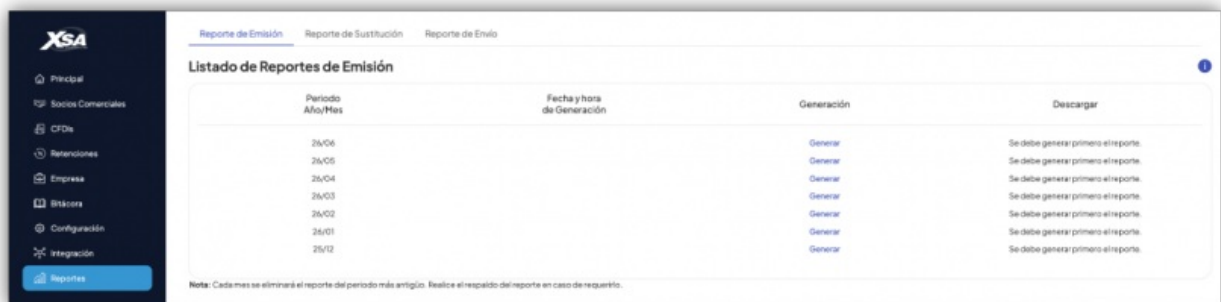 XSA
Reporte de Emisión Reporte de Sustitución Reporte de Envío
Listado de Reportes de Emisión
Principal
Socios Comerciales
CFDIs
Retenciones
Empresa
Bitácora
Configuración
Integración
Reportes
Periodo Año/Mes Fecha y hora de Generación Generación Descargar
26/06 Generar Se debe generar primero el reporte.
26/05 Generar Se debe generar primero el reporte.
26/04 Generar Se debe generar primero el reporte.
26/03 Generar Se debe generar primero el reporte.
26/02 Generar Se debe generar primero el reporte.
26/01 Generar Se debe generar primero el reporte.
25/12 Generar Se debe generar primero el reporte.
Nota: Cada mes se eliminará el reporte del periodo más antigüo. Realice el respaldo del reporte en caso de requerirlo.